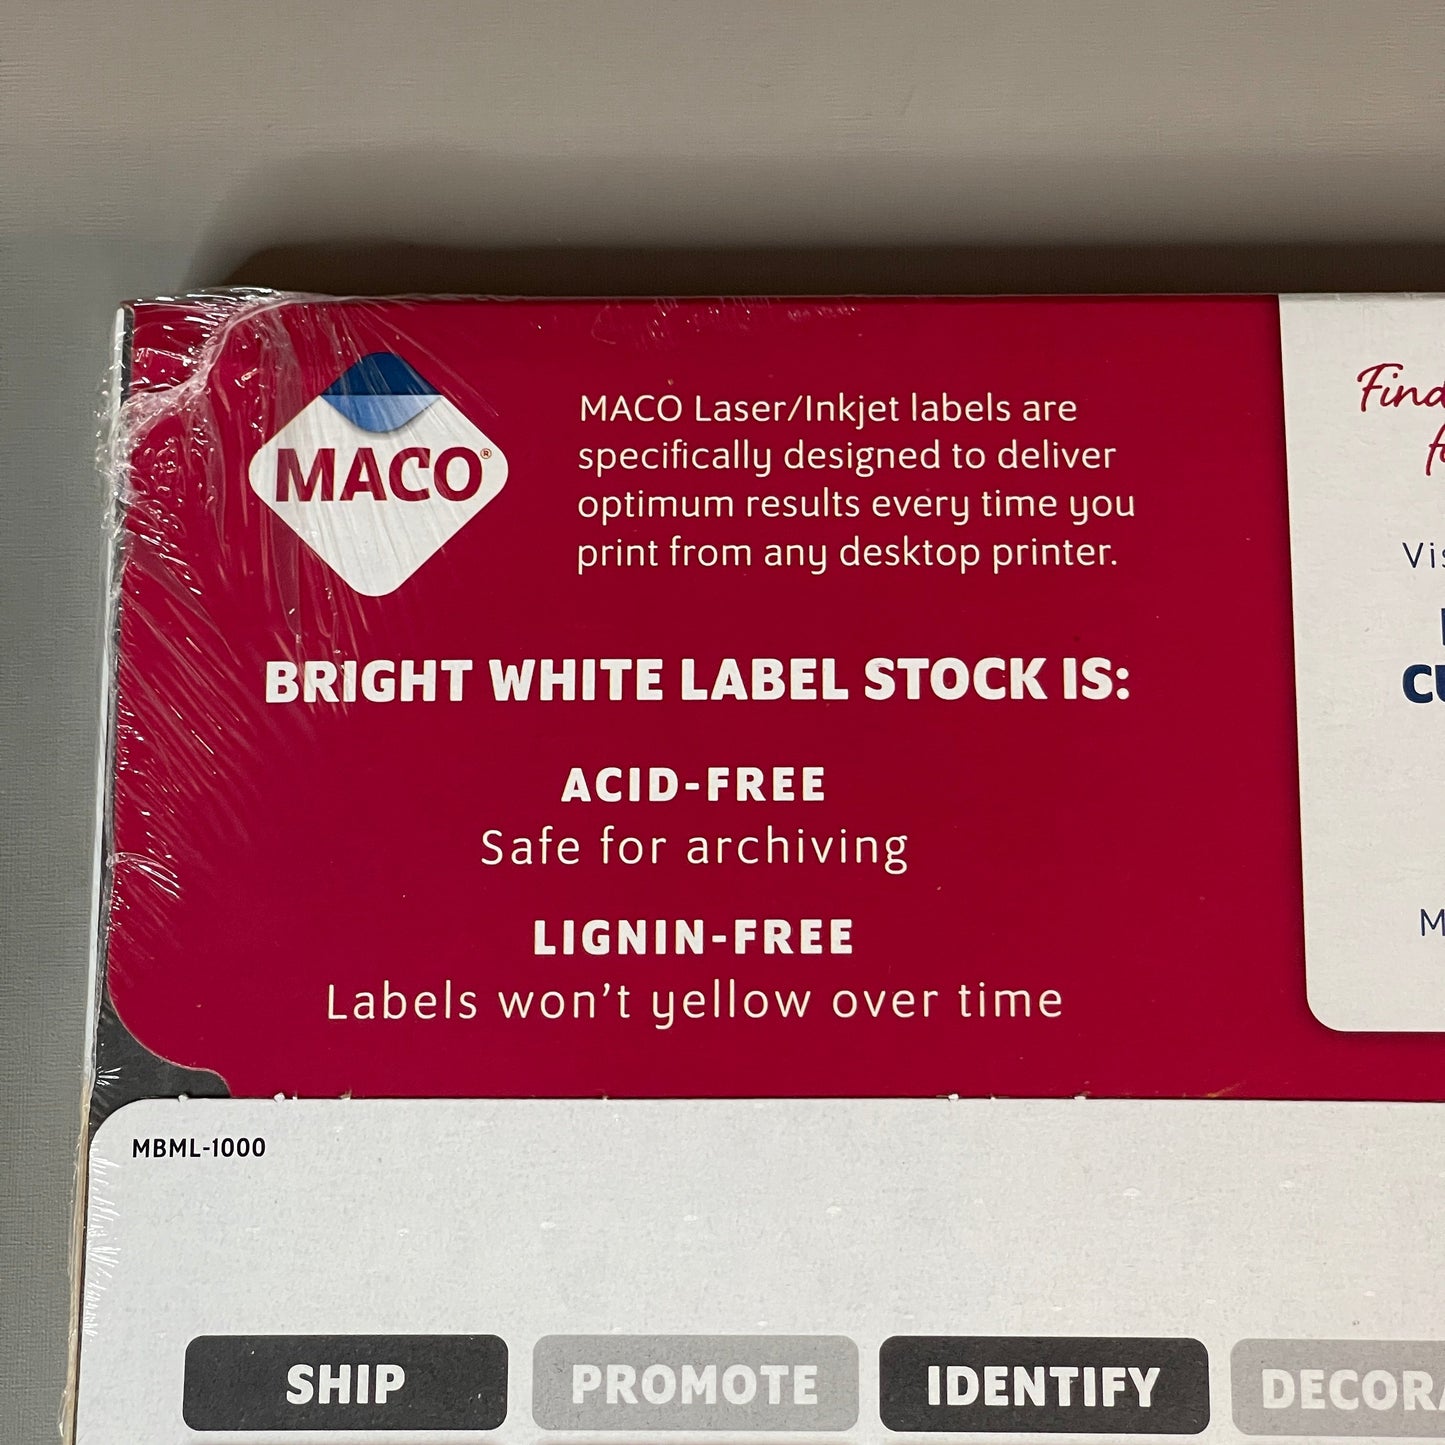 MACO®
MACO Laser/Inkjet labels are
specifically designed to deliver
optimum results every time you
print from any desktop printer.
BRIGHT WHITE LABEL STOCK IS:
ACID-FREE
Safe for archiving
LIGNIN-FREE
Labels won't yellow over time
Find
MBML-1000
SHIP
PROMOTE
IDENTIFY